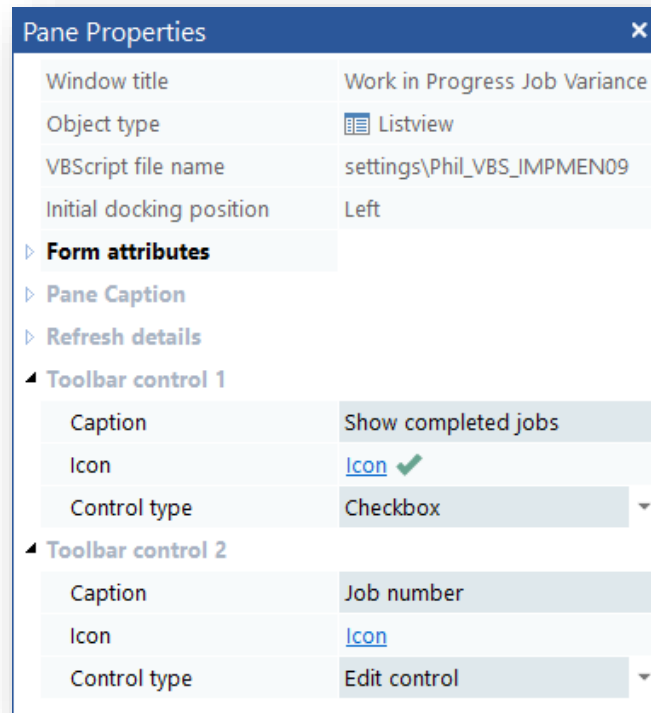 Pane Properties
Window title Work in Progress Job Variance
Object type Listview
VBScript file name settings\Phil_VBS_IMPMEN09
Initial docking position Left
Form attributes
Pane Caption
Refresh details
Toolbar control 1
Caption Show completed jobs
Icon Icon
Control type Checkbox
Toolbar control 2
Caption Job number
Icon Icon
Control type Edit control